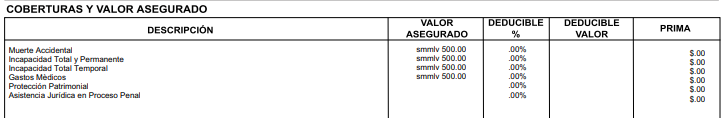 COBERTURAS Y VALOR ASEGURADO
DESCRIPCIÓN VALOR ASEGURADO DEDUCIBLE % DEDUCIBLE VALOR PRIMA
Muerte Accidental smmlv 500.00 .00% $.00
Incapacidad Total y Permanente smmlv 500.00 .00% $.00
Incapacidad Total Temporal smmlv 500.00 .00% $.00
Gastos Mèdicos smmlv 500.00 .00% $.00
Protección Patrimonial .00% $.00
Asistencia Jurídica en Proceso Penal .00% $.00